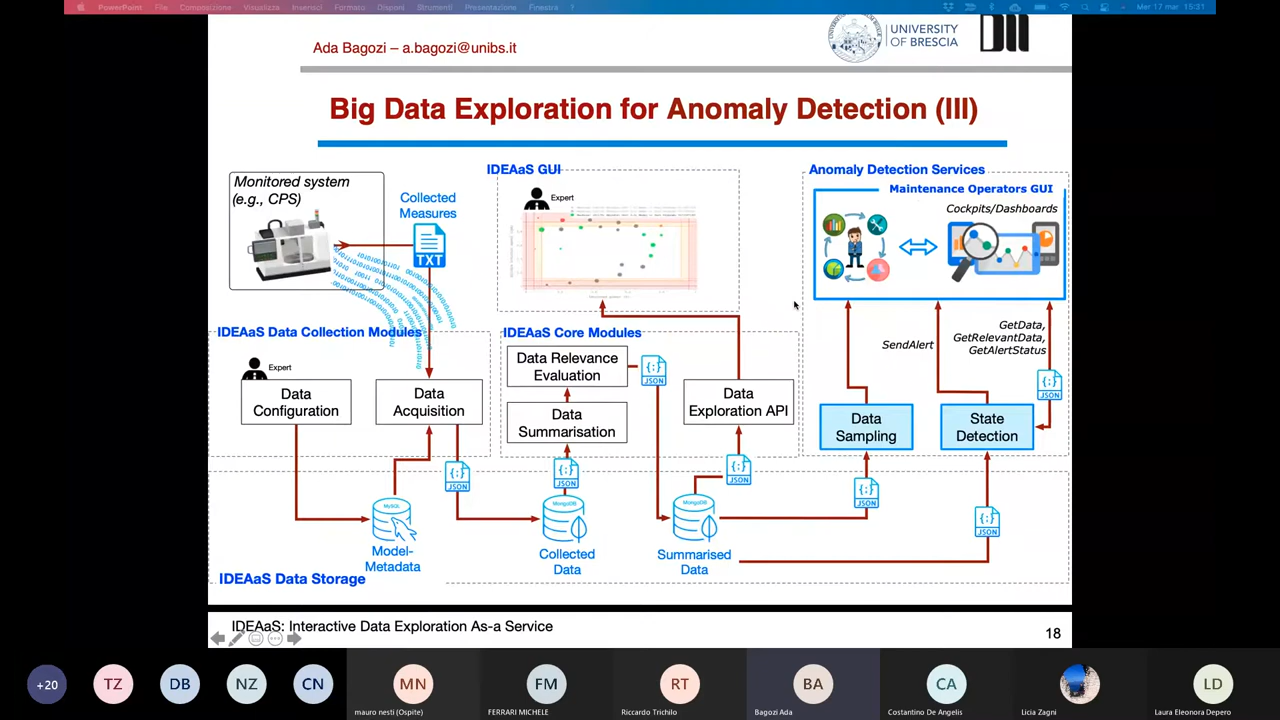 PowerPoint File Composizione Visualizza Inserisci Formato Disponi Strumenti Presentazione Finestra ?
Mer 17 mar 15:31
Ada Bagozi – a.bagozi@unibs.it
UNIVERSITY
OF BRESCIA
Big Data Exploration for Anomaly Detection (III)
Monitored system
(e.g., CPS)
Collected
Measures
TXT
IDEAaS GUI
Expert
Anomaly Detection Services
Maintenance Operators GUI
Cockpits/Dashboards
SendAlert
GetData,
GetRelevantData,
GetAlertStatus
IDEAaS Data Collection Modules
Expert
Data
Configuration
Data
Acquisition
IDEAaS Core Modules
Data Relevance
Evaluation
JSON
Data
Summarisation
Data
Exploration API
Data
Sampling
State
Detection
JSON
JSON
JSON
JSON
JSON
JSON
MySQL
Model-
Metadata
MongoDB
Collected
Data
MongoDB
Summarised
Data
IDEAaS Data Storage
IDEAaS: Interactive Data Exploration As-a Service
18
+20
TZ
DB
NZ
CN
MN
mauro nesti (Ospite)
FM
FERRARI MICHELE
RT
Riccardo Trichilo
BA
Bagozi Ada
CA
Costantino De Angelis
Licia Zagni
LD
Laura Eleonora Depero